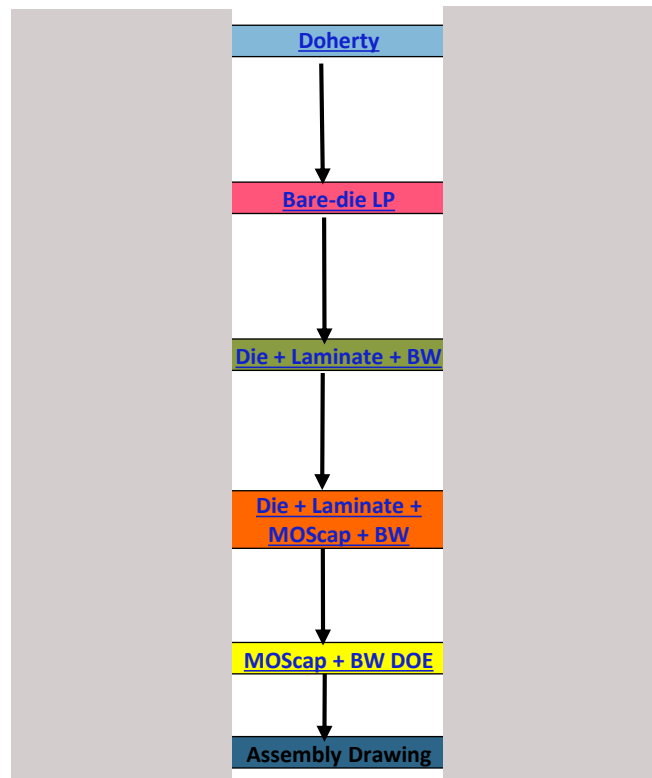 Doherty
Bare-die LP
Die + Laminate + BW
Die + Laminate +
MOScap + BW
MOScap + BW DOE
Assembly Drawing